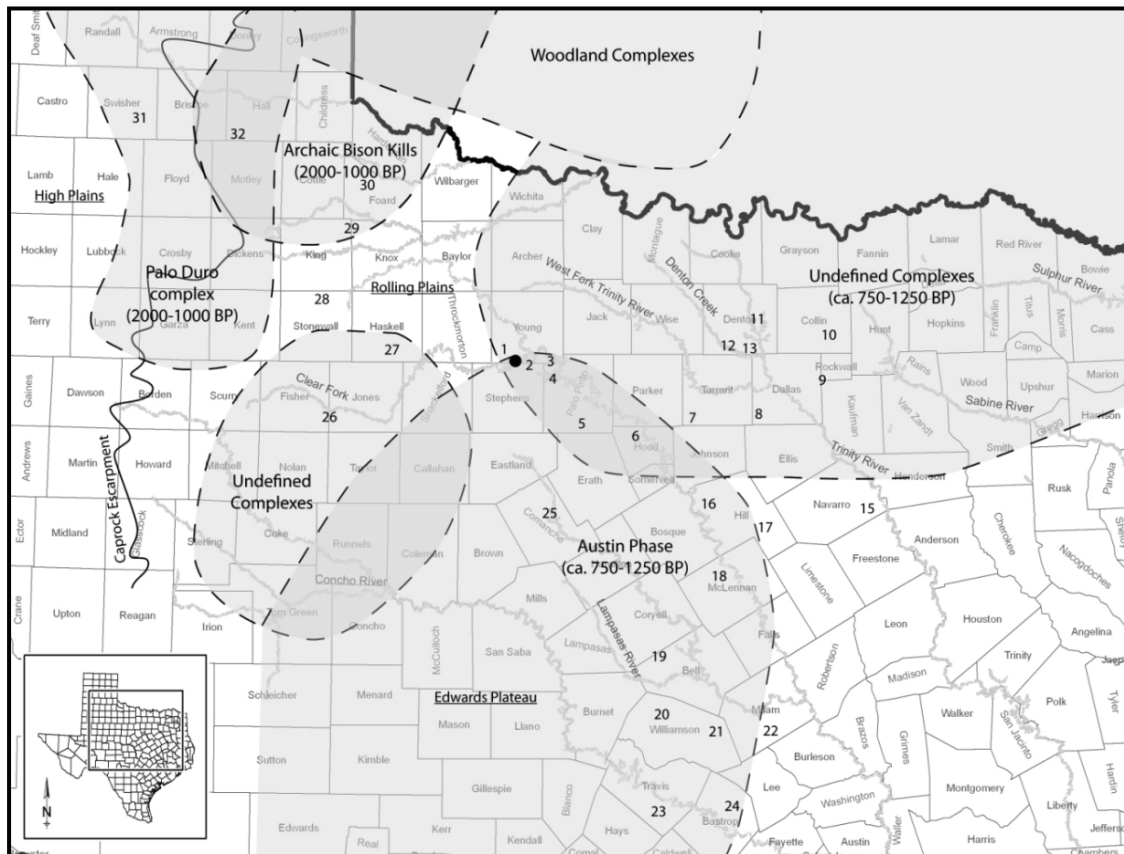 Deaf Smith
Randall
Armstrong
Donley
Collingsworth
Woodland Complexes
Castro
Swisher
31
Briscoe
Hall
32
Childress
Hardeman
Archaic Bison Kills
(2000-1000 BP)
Lamb
Hale
Floyd
Motley
Cottle
30
Foard
Wilbarger
High Plains
Wichita
Clay
Montague
Cooke
Grayson
Fannin
Lamar
Red River
Bowie
Hockley
Lubbock
Crosby
Dickens
29
King
Knox
Baylor
Archer
West Fork Trinity River
Denton Creek
Undefined Complexes
(ca. 750-1250 BP)
Sulphur River
Palo Duro
complex
(2000-1000 BP)
Rolling Plains
Terry
Lynn
Garza
Kent
28
Stonewall
Haskell
Throckmorton
Young
Jack
Wise
Denton
11
12
13
Collin
10
Hunt
Hopkins
Franklin
Titus
Morris
Cass
Camp
27
1
2
3
4
Rockwall
9
Rains
Wood
Upshur
Marion
Gaines
Dawson
Borden
Scurry
Clear Fork
Fisher
Jones
26
Shackelford
Stephens
Palo Pinto
5
Parker
6
Tarrant
7
Dallas
8
Kaufman
Van Zandt
Sabine River
Gregg
Harrison
Smith
Andrews
Martin
Howard
Mitchell
Nolan
Taylor
Callahan
Eastland
Erath
Hood
Somervell
Johnson
Ellis
Trinity River
Henderson
Rusk
Panola
Undefined
Complexes
Caprock Escarpment
Ector
Midland
Glasscock
Sterling
Coke
Runnels
Coleman
Brown
25
Comanche
Bosque
16
Hill
17
Navarro
15
Anderson
Cherokee
Nacogdoches
Shelby
Austin Phase
(ca. 750-1250 BP)
Freestone
Limestone
18
McLennan
Crane
Upton
Reagan
Irion
Tom Green
Concho River
Concho
McCulloch
Mills
San Saba
Lampasas
Lampasas River
Coryell
19
Bell
Falls
Robertson
Leon
Houston
Angelina
Trinity
Madison
Walker
San Jacinto
Polk
Tyler
Schleicher
Menard
Edwards Plateau
Mason
Llano
Burnet
20
Williamson
21
Milam
22
Burleson
Brazos
Grimes
Montgomery
Liberty
Hardin
Sutton
Kimble
Gillespie
Blanco
Travis
23
24
Bastrop
Lee
Washington
Edwards
Real
Kerr
Kendall
Comal
Hays
Caldwell
Fayette
Austin
Waller
Harris
Chambers
N